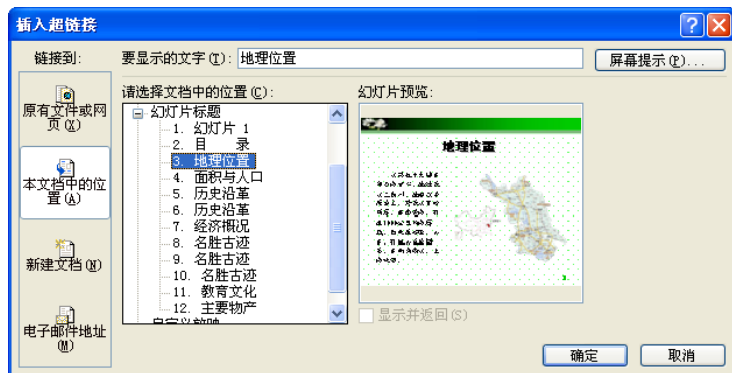 插入超链接
链接到:
要显示的文字(T): 地理位置
屏幕提示(P)...
原有文件或网
页(X)
本文档中的位
置(A)
新建文档(N)
电子邮件地址
(M)
请选择文档中的位置(C):
幻灯片标题
1. 幻灯片 1
2. 目 录
3. 地理位置
4. 面积与人口
5. 历史沿革
6. 历史沿革
7. 经济概况
8. 名胜古迹
9. 名胜古迹
10. 名胜古迹
11. 教育文化
12. 主要物产
自定义放映
幻灯片预览:
地理位置
显示并返回(S)
确定
取消